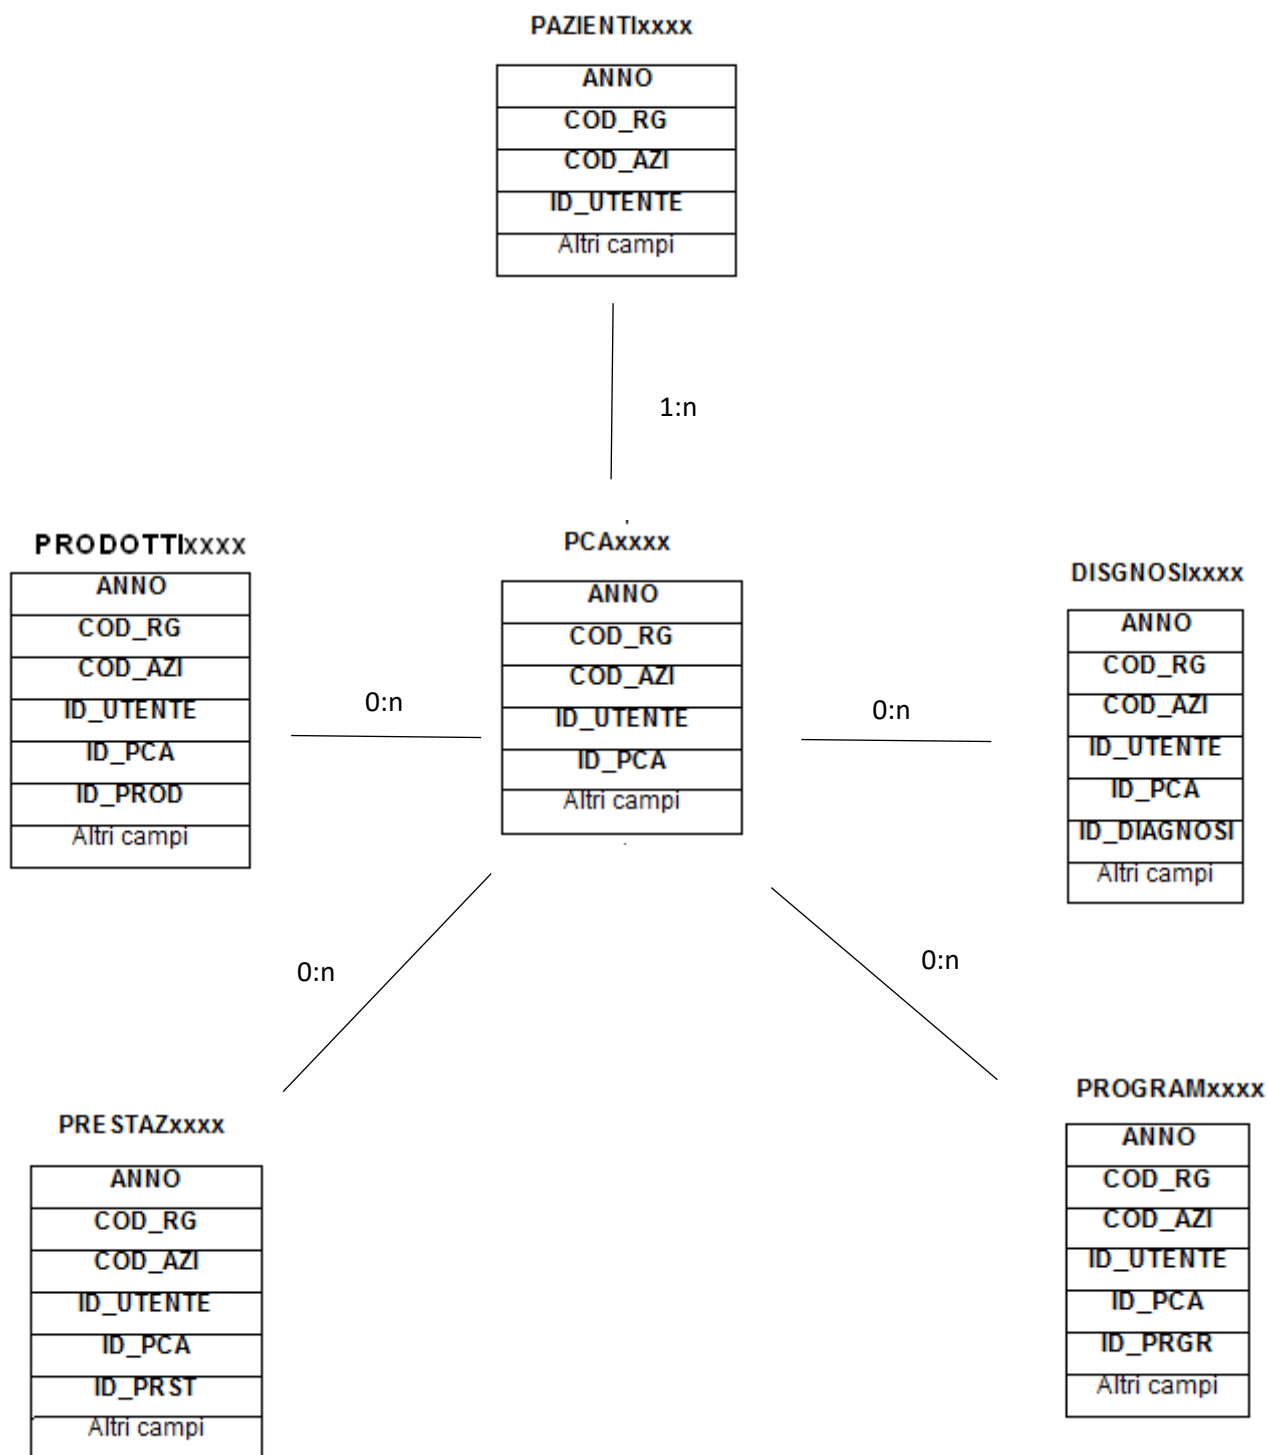 PAZIENTIxxxx
ANNO
COD_RG
COD_AZI
ID_UTENTE
Altri campi
1:n
PRODOTTIxxxx
ANNO
COD_RG
COD_AZI
ID_UTENTE
ID_PCA
ID_PROD
Altri campi
0:n
PCAxxxx
ANNO
COD_RG
COD_AZI
ID_UTENTE
ID_PCA
Altri campi
0:n
DISGNOSIxxxx
ANNO
COD_RG
COD_AZI
ID_UTENTE
ID_PCA
ID_DIAGNOSI
Altri campi
0:n
0:n
PRESTAZxxxx
ANNO
COD_RG
COD_AZI
ID_UTENTE
ID_PCA
ID_PRST
Altri campi
PROGRAMxxxx
ANNO
COD_RG
COD_AZI
ID_UTENTE
ID_PCA
ID_PRGR
Altri campi